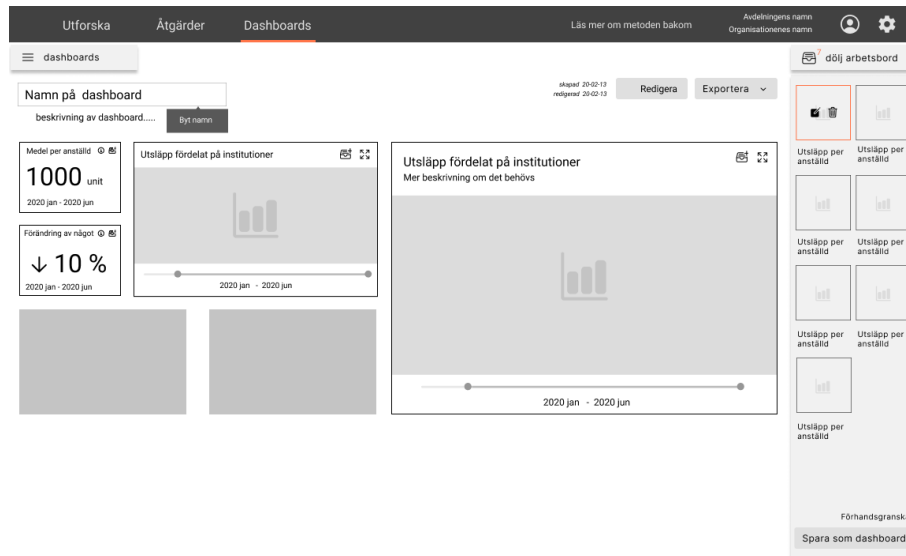 Utforska Åtgärder Dashboards Läs mer om metoden bakom
Avdelningens namn
Organisationenes namn
dashboards
7
dölj arbetsbord
Namn på dashboard
beskrivning av dashboard.....
Byt namn
skapad 20-02-13
redigerad 20-02-13
Redigera
Exportera
Medel per anställd
1000 unit
2020 jan - 2020 jun
Förändring av något
10 %
2020 jan - 2020 jun
Utsläpp fördelat på institutioner
2020 jan - 2020 jun
Utsläpp fördelat på institutioner
Mer beskrivning om det behövs
2020 jan - 2020 jun
Utsläpp per
anställd
Utsläpp per
anställd
Utsläpp per
anställd
Utsläpp per
anställd
Utsläpp per
anställd
Utsläpp per
anställd
Utsläpp per
anställd
Förhandsgransk
Spara som dashboard